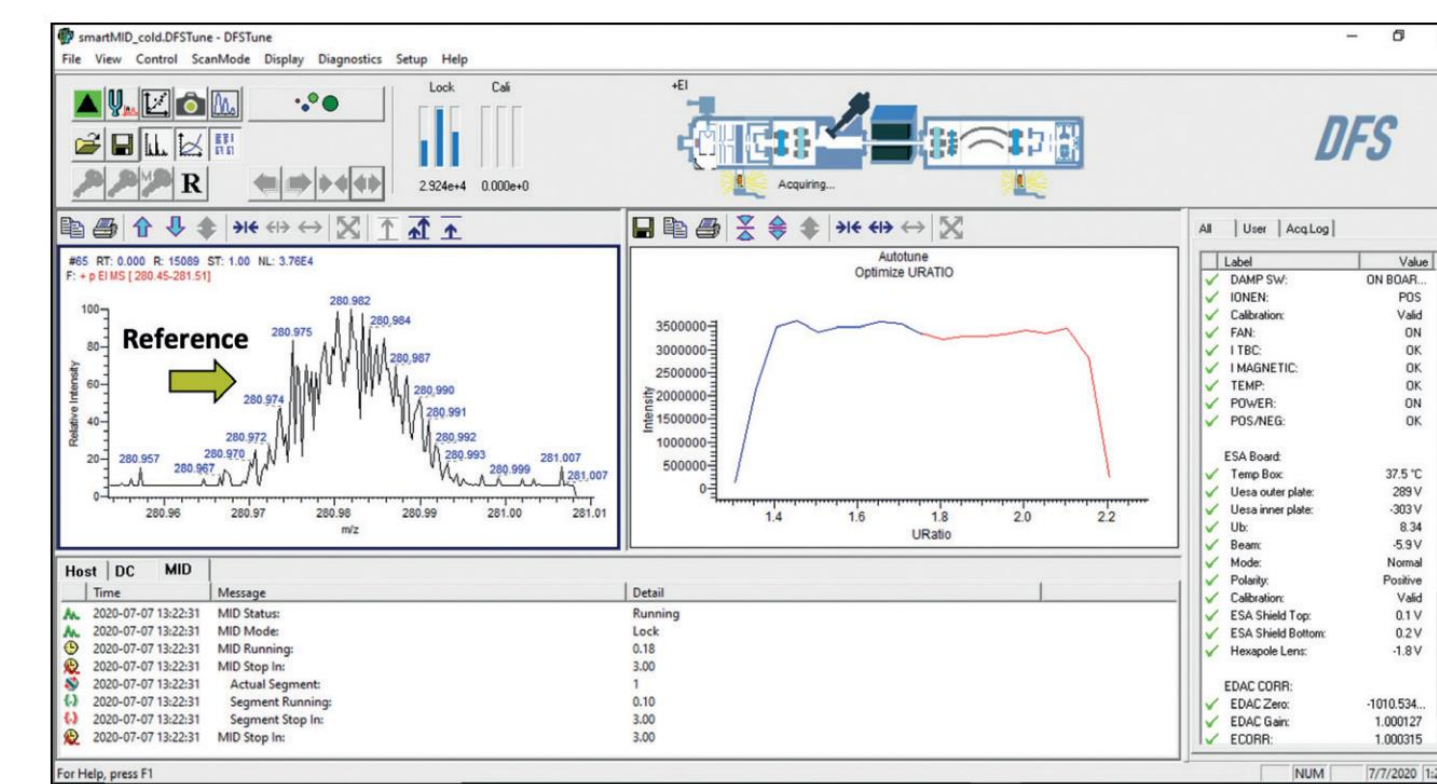 smartMID_cold.DFSTune - DFSTune
File View Control ScanMode Display Diagnostics Setup Help
Lock Cali
2.924e+4 0.000e+0
M
R
+EI
Acquiring...
DFS
#65 RT: 0.000 R: 15089 ST: 1.00 NL: 3.76E4
F: + p EI MS [ 280.45-281.51]
Reference
Relative Intensity
100
80
60
40
20
0
280.957
280.967
280.970
280.972
280.974
280.975
280.982
280.984
280.987
280.990
280.991
280.992
280.993
280.999
281.007
281.007
280.96 280.97 280.98 280.99 281.00 281.01
m/z
Autotune
Optimize URATIO
Intensity
3500000
3000000
2500000
2000000
1500000
1000000
500000
0
1.4 1.6 1.8 2.0 2.2
URatio
All User Acq.Log
Label Value
DAMP SW: ON BOAR...
IONEN: POS
Calibration: Valid
FAN: ON
I TBC: OK
I MAGNETIC: OK
TEMP: OK
POWER: ON
POS/NEG: OK
ESA Board:
Temp Box: 37.5 °C
Uesa outer plate: 289 V
Uesa inner plate: -303 V
Ub: 8.34
Beam: -5.9 V
Mode: Normal
Polarity: Positive
Calibration: Valid
ESA Shield Top: 0.1 V
ESA Shield Bottom: 0.2 V
Hexapole Lens: -1.8 V
EDAC CORR:
EDAC Zero: -1010.534...
EDAC Gain: 1.000127
ECORR: 1.000315
Host DC MID
Time Message Detail
2020-07-07 13:22:31 MID Status: Running
2020-07-07 13:22:31 MID Mode: Lock
2020-07-07 13:22:31 MID Running: 0.18
2020-07-07 13:22:31 MID Stop In: 3.00
2020-07-07 13:22:31 Actual Segment: 1
2020-07-07 13:22:31 Segment Running: 0.10
2020-07-07 13:22:31 Segment Stop In: 3.00
2020-07-07 13:22:31 MID Stop In: 3.00
For Help, press F1
NUM 7/7/2020